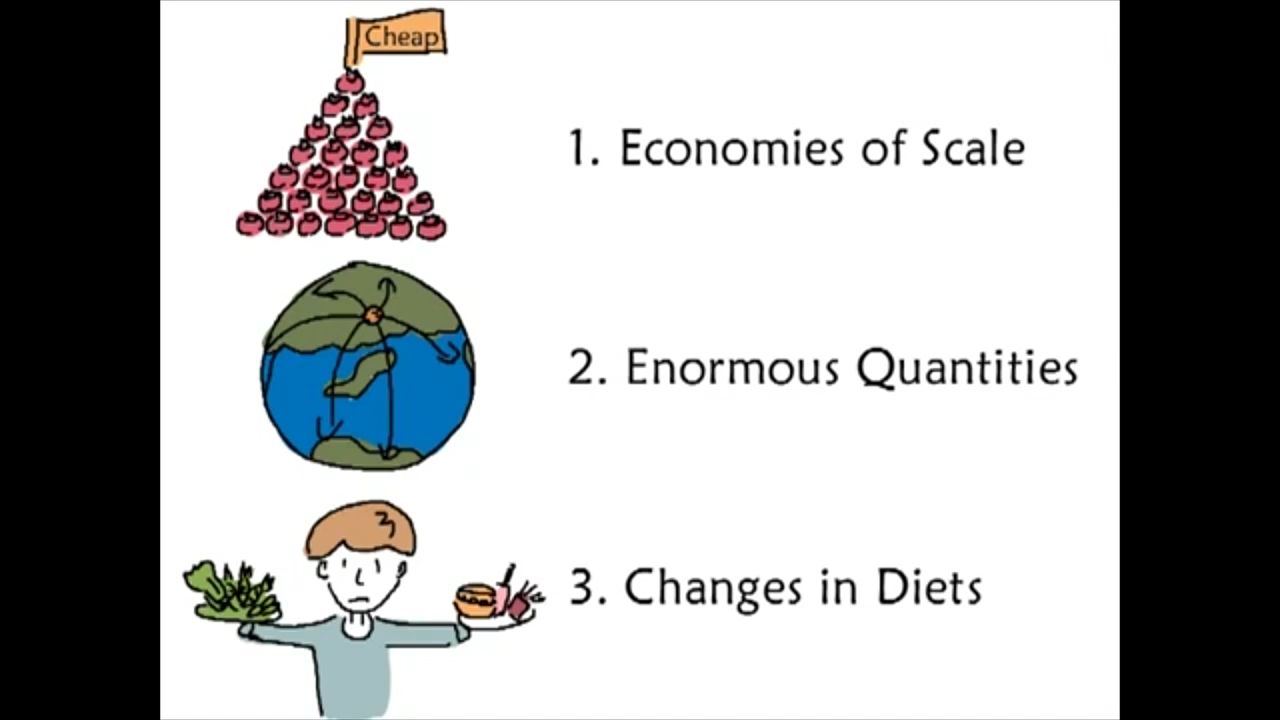 Cheap
1. Economies of Scale
2. Enormous Quantities
3. Changes in Diets